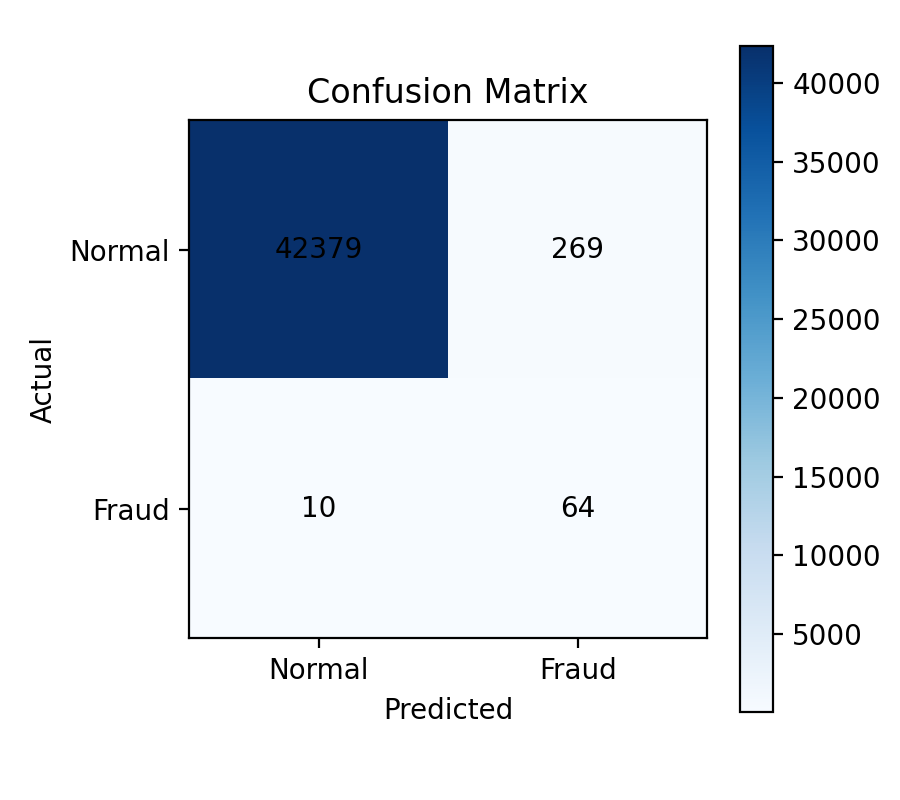 Confusion Matrix
Actual
Normal
42379
269
Fraud
10
64
Normal
Fraud
Predicted
40000
35000
30000
25000
20000
15000
10000
5000